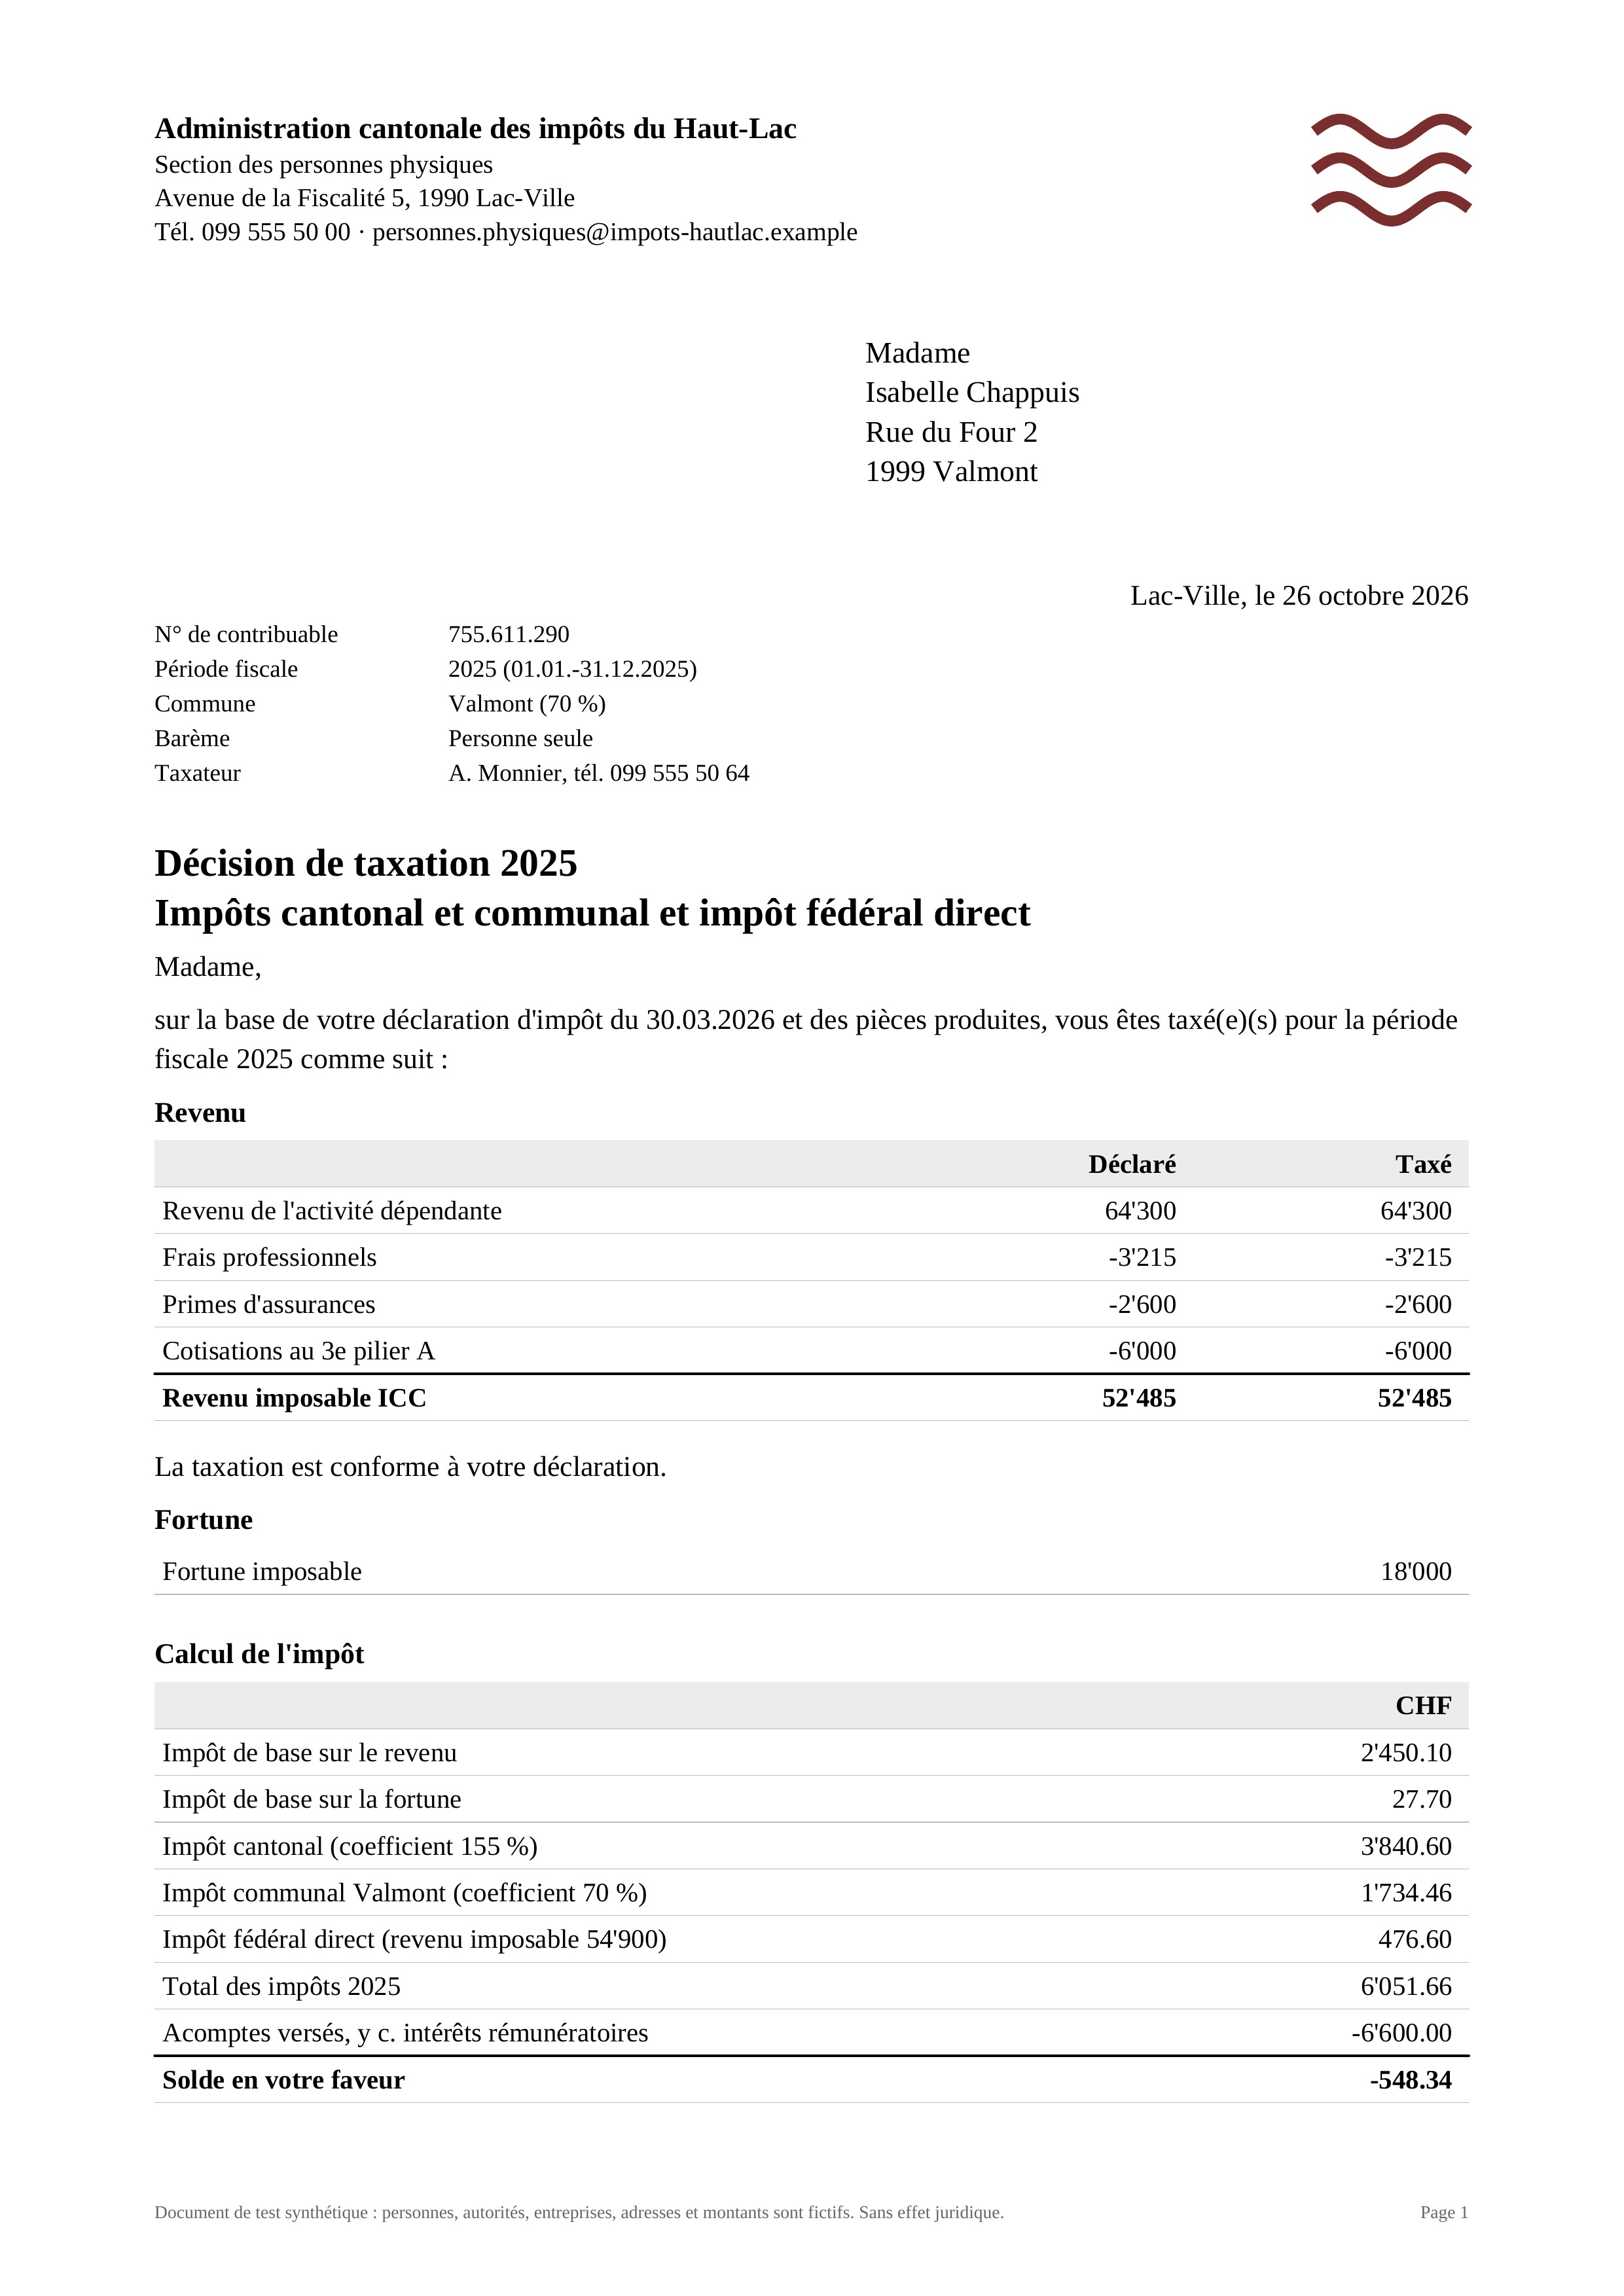 Administration cantonale des impôts du Haut-Lac
Section des personnes physiques
Avenue de la Fiscalité 5, 1990 Lac-Ville
Tél. 099 555 50 00 · personnes.physiques@impots-hautlac.example
Madame
Isabelle Chappuis
Rue du Four 2
1999 Valmont
Lac-Ville, le 26 octobre 2026
N° de contribuable 755.611.290
Période fiscale 2025 (01.01.-31.12.2025)
Commune Valmont (70 %)
Barème Personne seule
Taxateur A. Monnier, tél. 099 555 50 64
Décision de taxation 2025
Impôts cantonal et communal et impôt fédéral direct
Madame,
sur la base de votre déclaration d'impôt du 30.03.2026 et des pièces produites, vous êtes taxé(e)(s) pour la période
fiscale 2025 comme suit :
Revenu
Déclaré Taxé
Revenu de l'activité dépendante 64'300 64'300
Frais professionnels -3'215 -3'215
Primes d'assurances -2'600 -2'600
Cotisations au 3e pilier A -6'000 -6'000
Revenu imposable ICC 52'485 52'485
La taxation est conforme à votre déclaration.
Fortune
Fortune imposable 18'000
Calcul de l'impôt
CHF
Impôt de base sur le revenu 2'450.10
Impôt de base sur la fortune 27.70
Impôt cantonal (coefficient 155 %) 3'840.60
Impôt communal Valmont (coefficient 70 %) 1'734.46
Impôt fédéral direct (revenu imposable 54'900) 476.60
Total des impôts 2025 6'051.66
Acomptes versés, y c. intérêts rémunératoires -6'600.00
Solde en votre faveur -548.34
Document de test synthétique : personnes, autorités, entreprises, adresses et montants sont fictifs. Sans effet juridique. Page 1